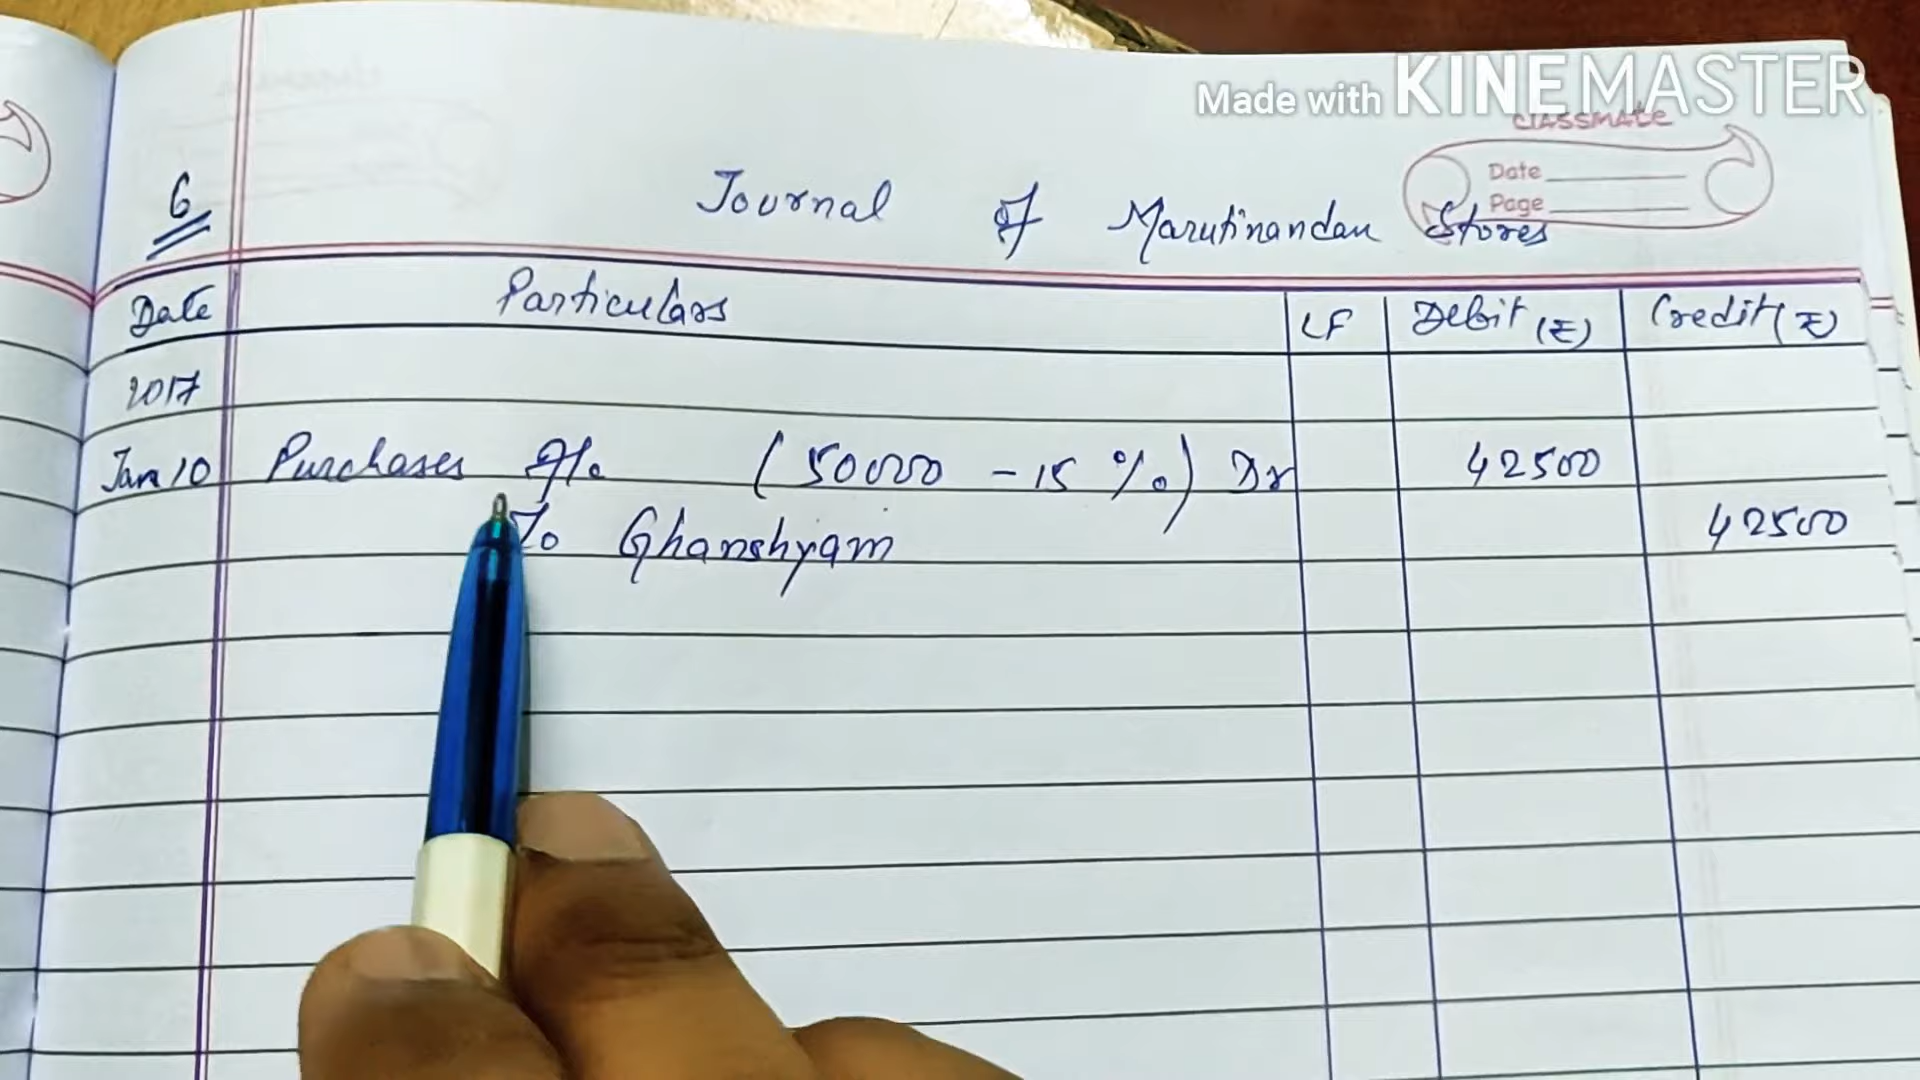 Made with KINEMASTER
CLASSMATE
Date
Page
6
Journal of Marutinandan Stores
Date Particulars LF Debit (₹) Credit (₹)
2017
Jan 10 Purchases A/c (50000 - 15 %) Dr 42500
To Ghanshyam 42500